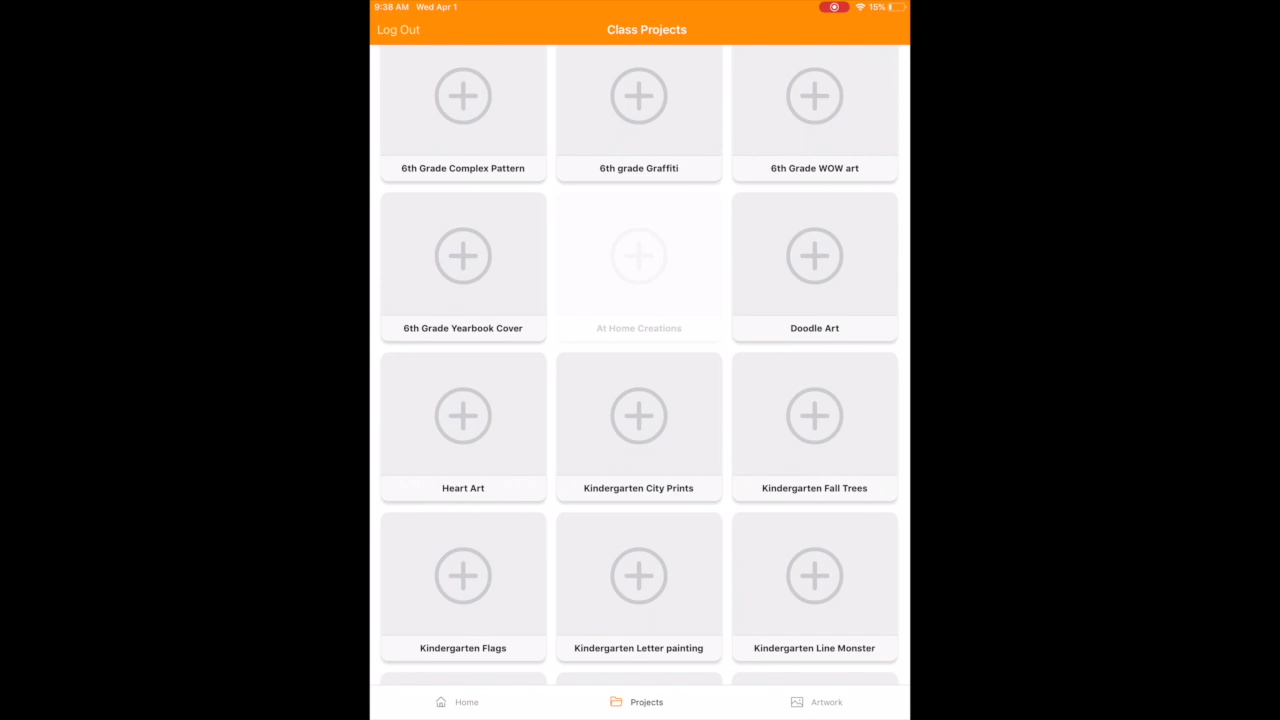 9:38 AM Wed Apr 1
15%
Log Out
Class Projects
6th Grade Complex Pattern
6th grade Graffiti
6th Grade WOW art
6th Grade Yearbook Cover
At Home Creations
Doodle Art
Heart Art
Kindergarten City Prints
Kindergarten Fall Trees
Kindergarten Flags
Kindergarten Letter painting
Kindergarten Line Monster
Home
Projects
Artwork